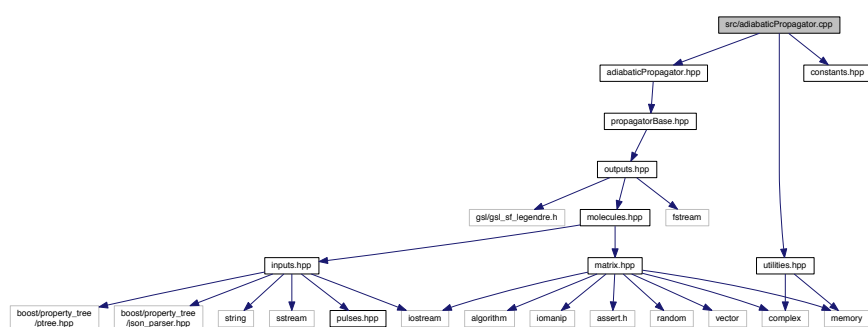 src/adiabaticPropagator.cpp
adiabaticPropagator.hpp
constants.hpp
propagatorBase.hpp
outputs.hpp
gsl/gsl_sf_legendre.h
molecules.hpp
fstream
inputs.hpp
matrix.hpp
utilities.hpp
boost/property_tree
/ptree.hpp
boost/property_tree
/json_parser.hpp
string
sstream
pulses.hpp
iostream
algorithm
iomanip
assert.h
random
vector
complex
memory